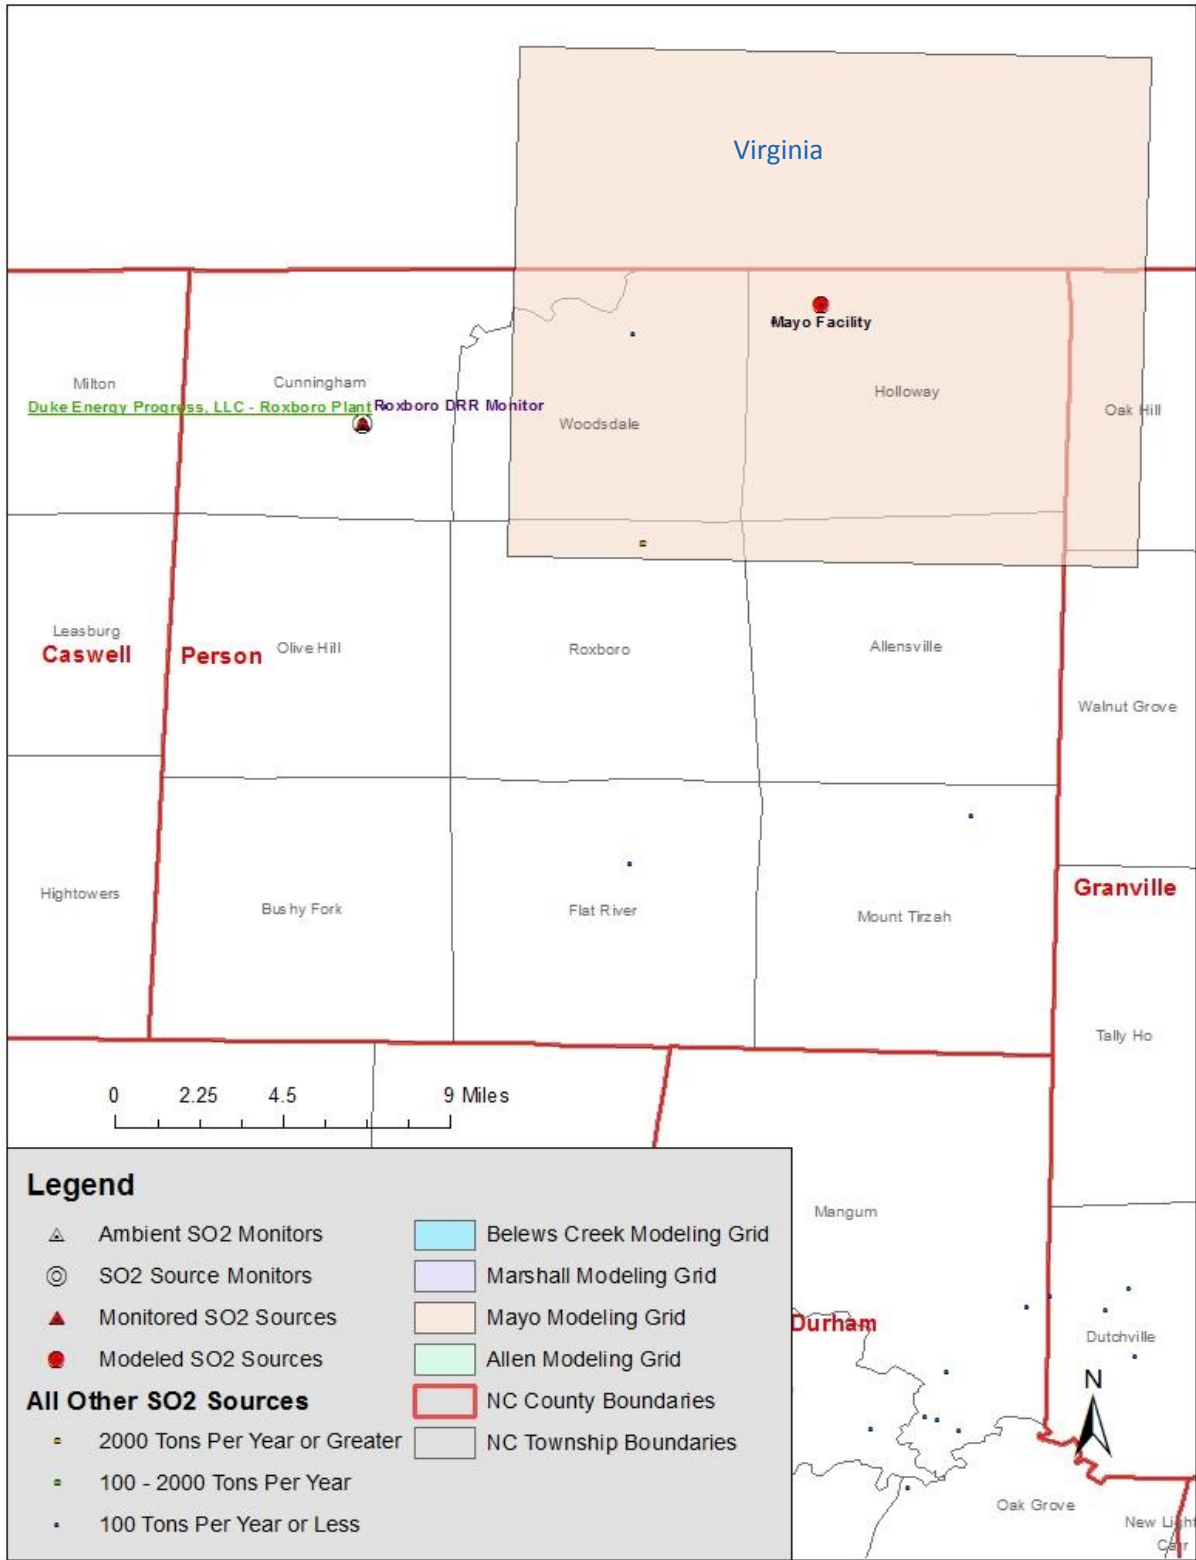 Virginia
Mayo Facility
Milton
Cunningham
Holloway
Duke Energy Progress, LLC - Roxboro Plant
Roxboro DRR Monitor
Oak Hill
Woodsdale
Leasburg
Caswell
Person
Olive Hill
Roxboro
Allensville
Walnut Grove
Hightowers
Bushy Fork
Flat River
Mount Tirzah
Granville
Tally Ho
0 2.25 4.5 9 Miles
Mangum
Durham
Dutchville
N
Oak Grove
New Light
Legend
Ambient SO2 Monitors
SO2 Source Monitors
Monitored SO2 Sources
Modeled SO2 Sources
All Other SO2 Sources
2000 Tons Per Year or Greater
100 - 2000 Tons Per Year
100 Tons Per Year or Less
Belews Creek Modeling Grid
Marshall Modeling Grid
Mayo Modeling Grid
Allen Modeling Grid
NC County Boundaries
NC Township Boundaries